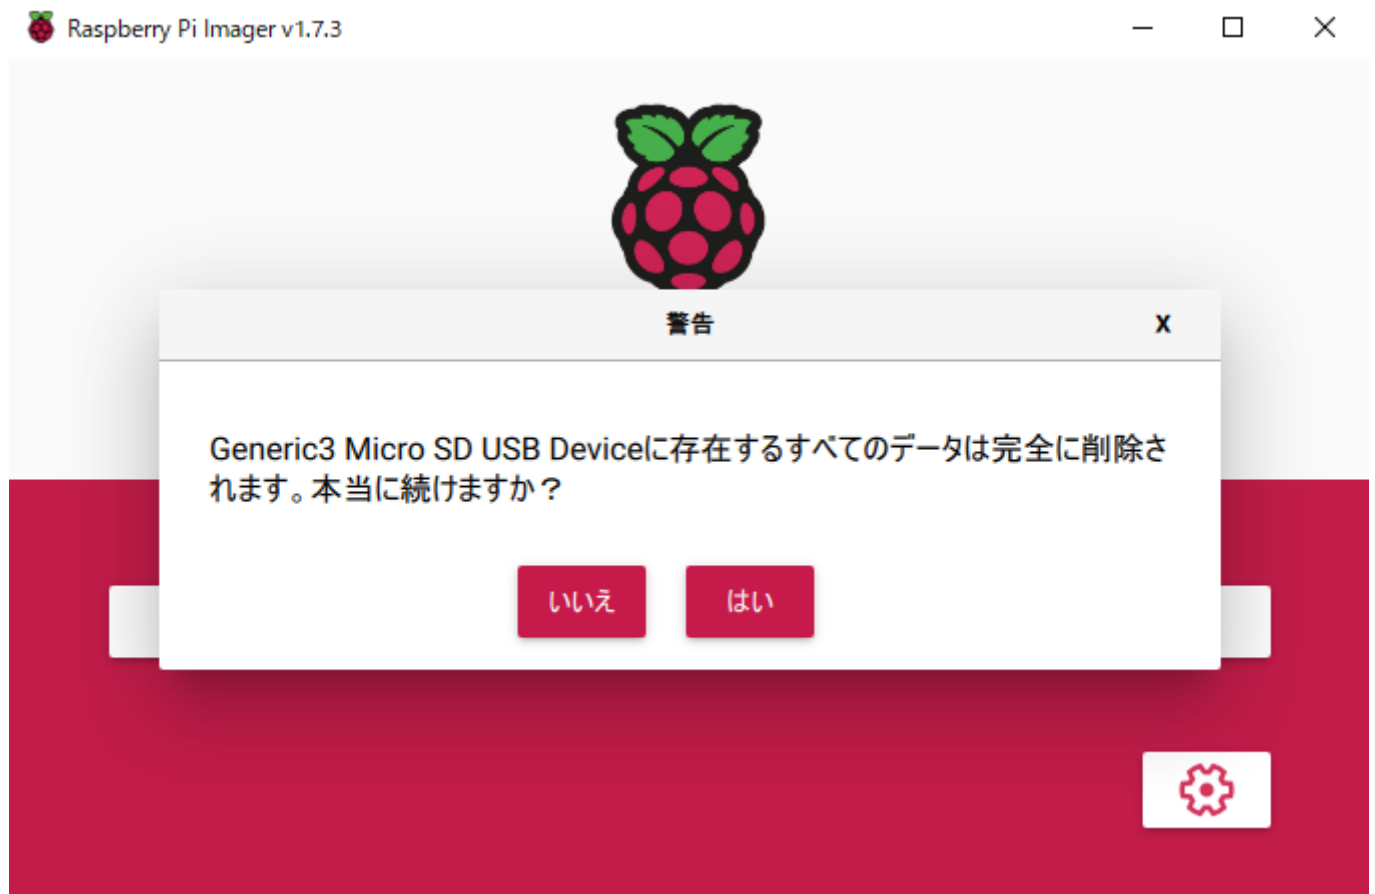 Raspberry Pi Imager v1.7.3
警告
X
Generic3 Micro SD USB Deviceに存在するすべてのデータは完全に削除さ
れます。本当に続けますか？
いいえ
はい